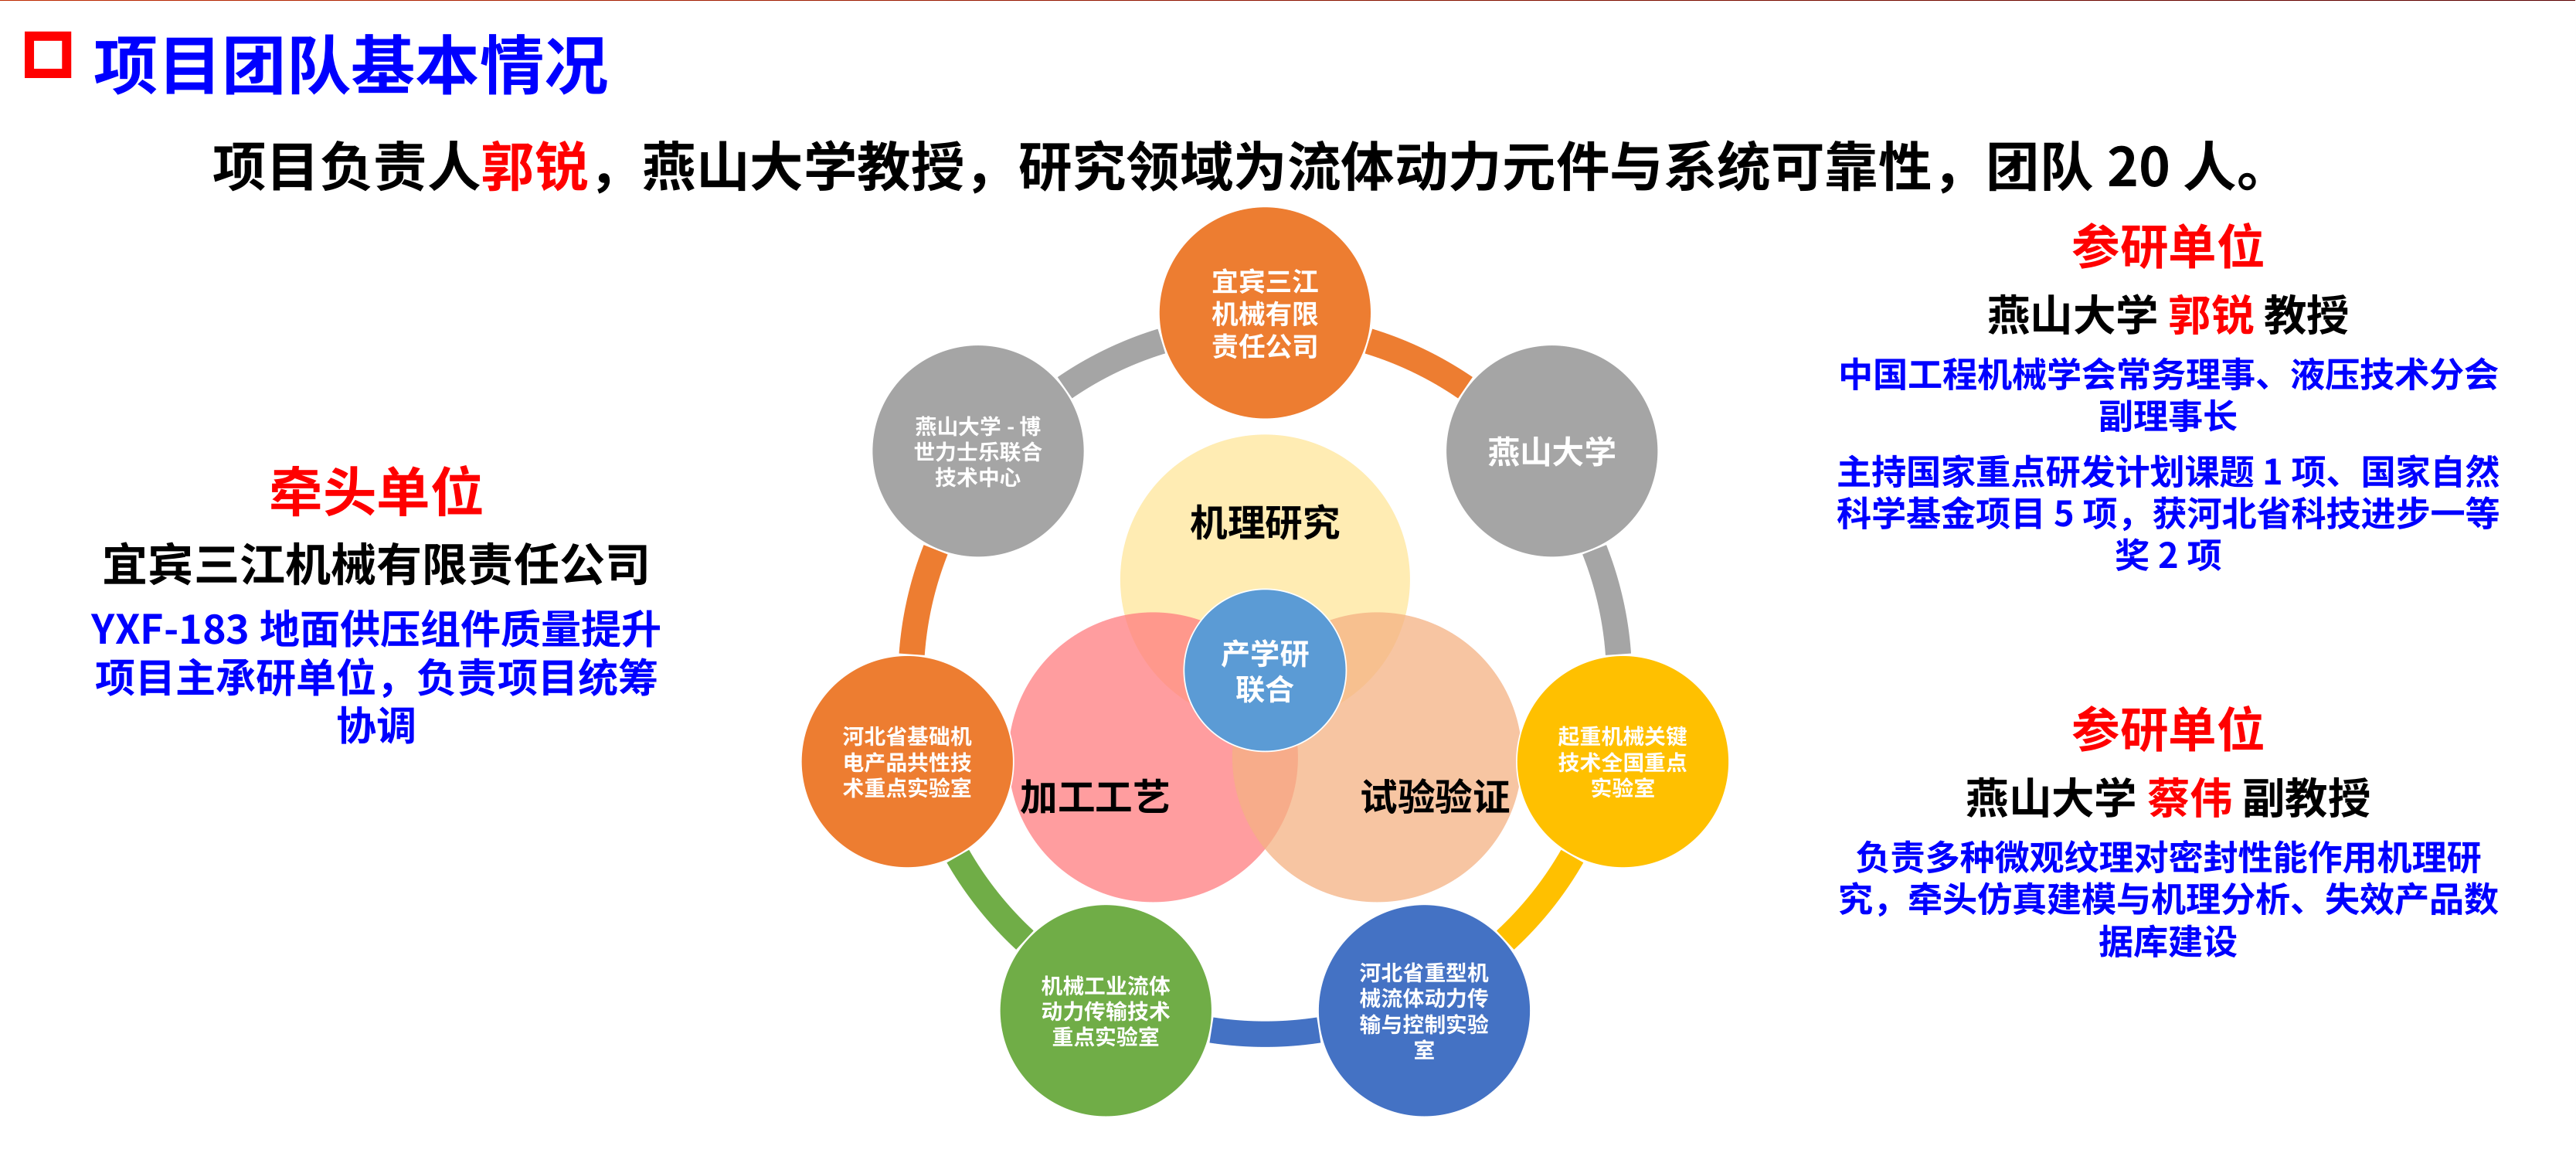 项目团队基本情况
项目负责人郭锐，燕山大学教授，研究领域为流体动力元件与系统可靠性，团队 20 人。
牵头单位
宜宾三江机械有限责任公司
YXF-183 地面供压组件质量提升
项目主承研单位，负责项目统筹
协调
宜宾三江
机械有限
责任公司
燕山大学
起重机械关键
技术全国重点
实验室
河北省重型机
械流体动力传
输与控制实验
室
机械工业流体
动力传输技术
重点实验室
河北省基础机
电产品共性技
术重点实验室
燕山大学 - 博
世力士乐联合
技术中心
机理研究
产学研
联合
加工工艺
试验验证
参研单位
燕山大学 郭锐 教授
中国工程机械学会常务理事、液压技术分会
副理事长
主持国家重点研发计划课题 1 项、国家自然
科学基金项目 5 项，获河北省科技进步一等
奖 2 项
参研单位
燕山大学 蔡伟 副教授
负责多种微观纹理对密封性能作用机理研
究，牵头仿真建模与机理分析、失效产品数
据库建设